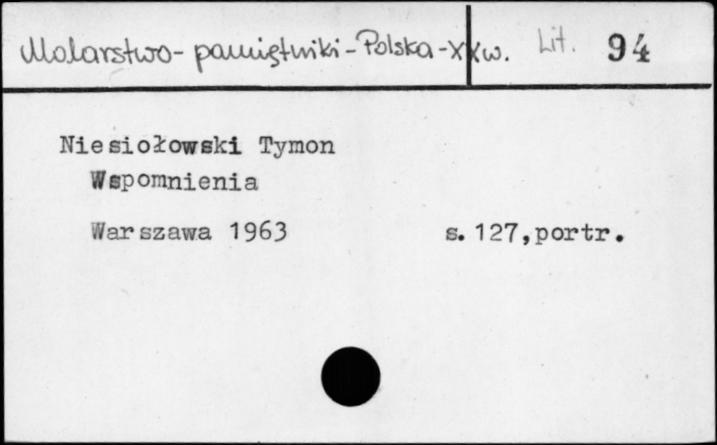 Malarstwo - pamiętniki - Polska - XX w. Lit. 94
Niesiołowski Tymon
Wspomnienia
Warszawa 1963 s. 127, portr.